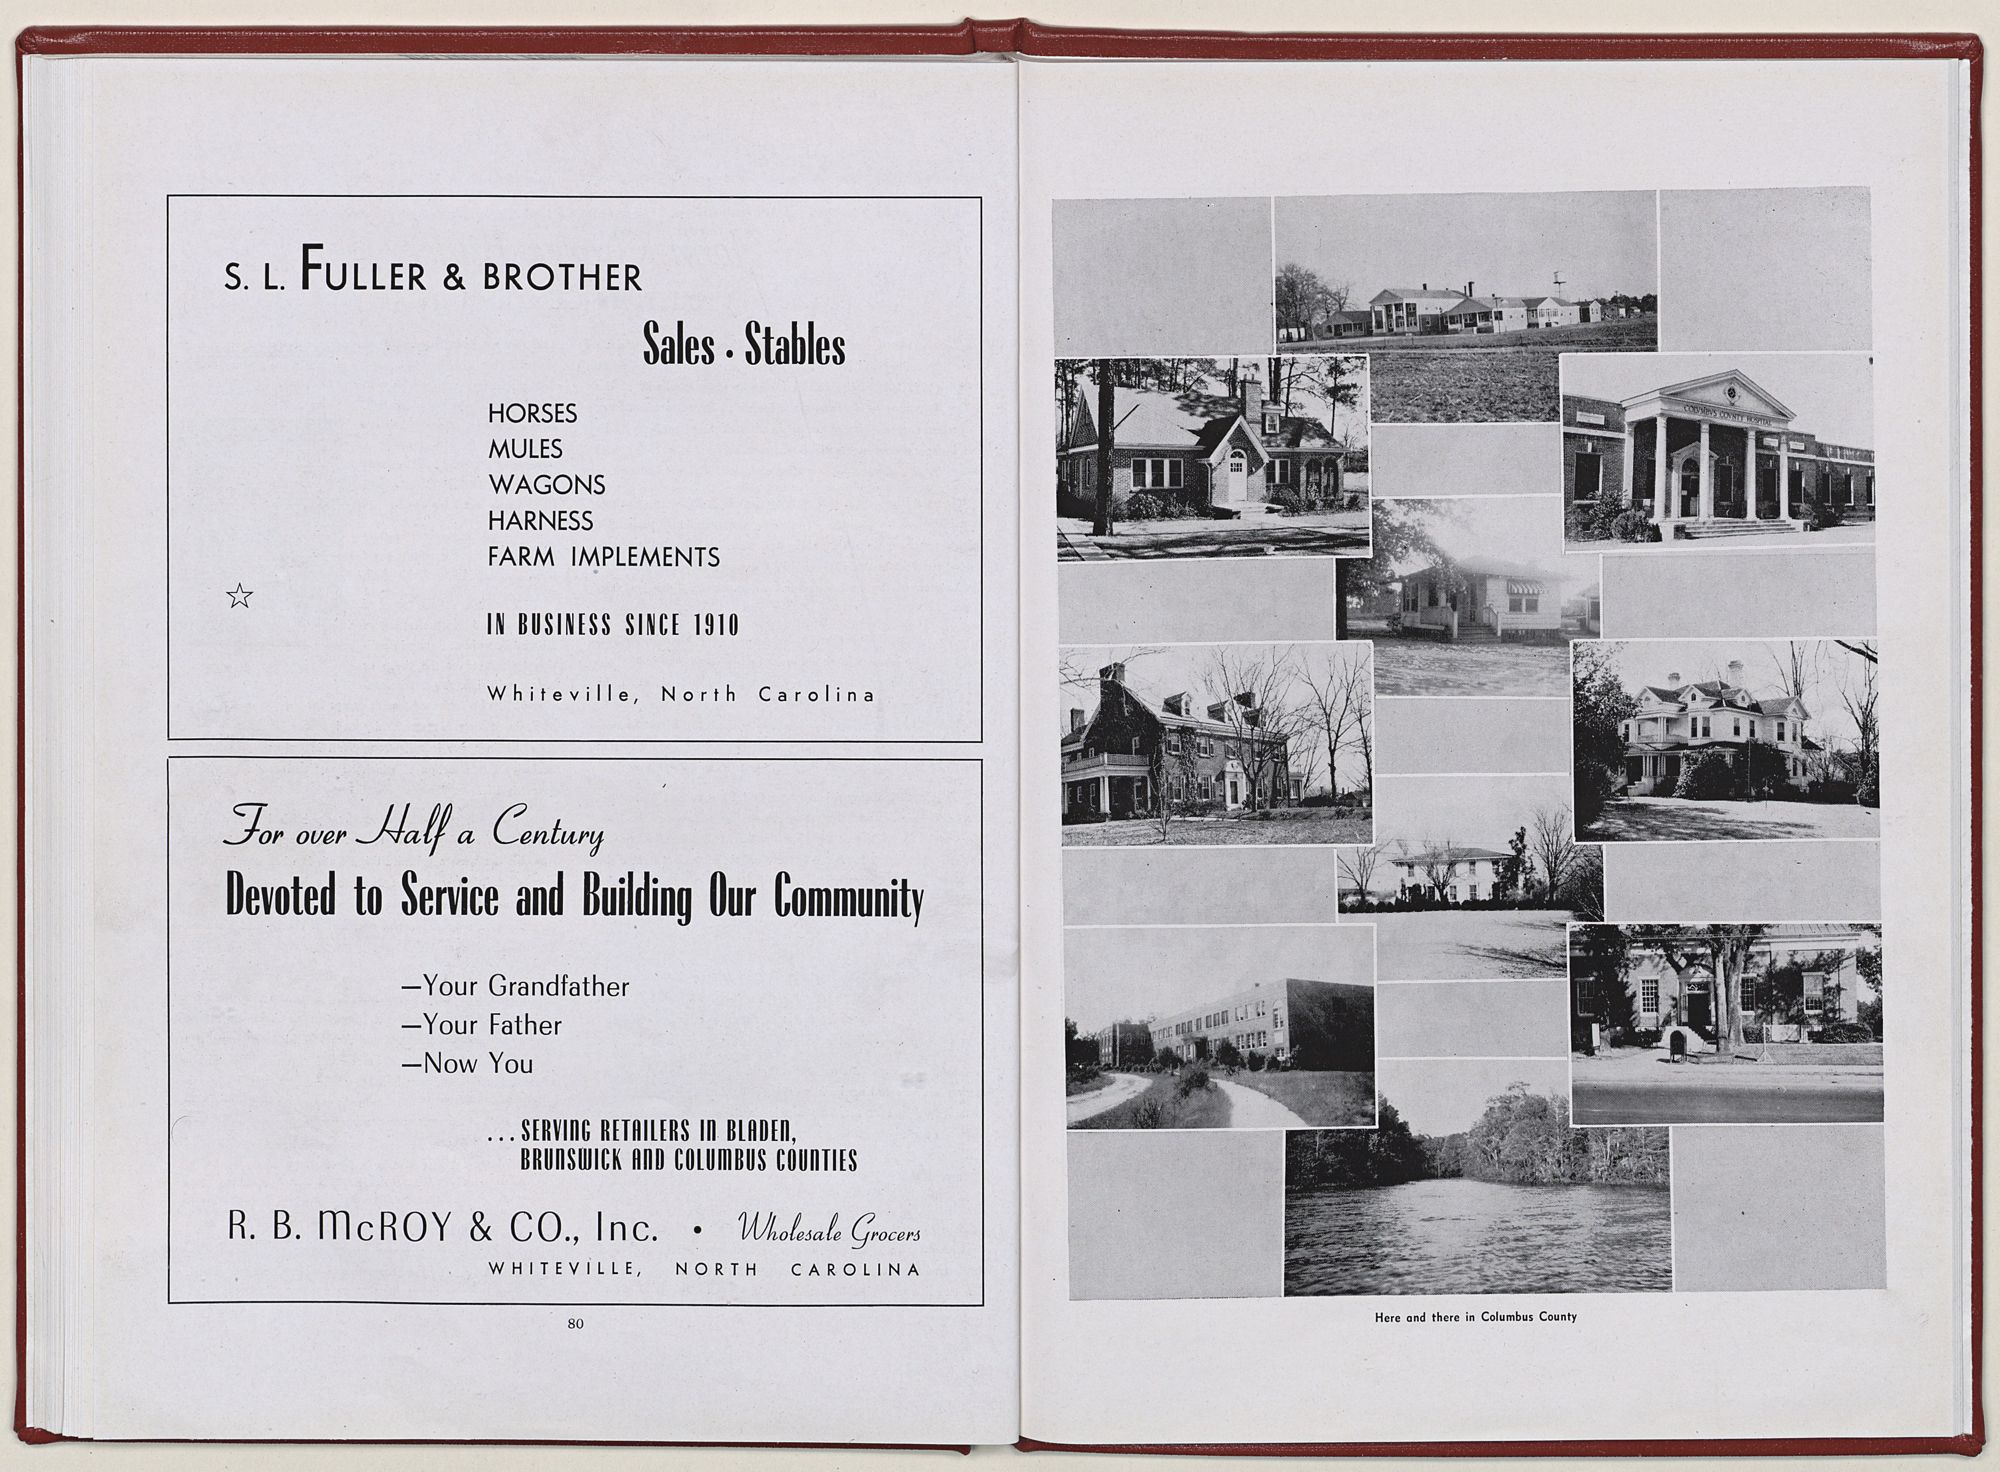 S. L. FULLER & BROTHER
Sales · Stables
HORSES
MULES
WAGONS
HARNESS
FARM IMPLEMENTS
IN BUSINESS SINCE 1910
Whiteville, North Carolina
For over Half a Century
Devoted to Service and Building Our Community
—Your Grandfather
—Your Father
—Now You
...SERVING RETAILERS IN BLADEN,
BRUNSWICK AND COLUMBUS COUNTIES
R. B. McROY & CO., Inc. • Wholesale Grocers
WHITEVILLE, NORTH CAROLINA
80
COLVMBVS COVNTY HOSPITAL
Here and there in Columbus County